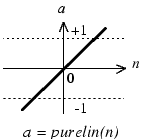 a
+1
n
0
-1
a = purelin(n)